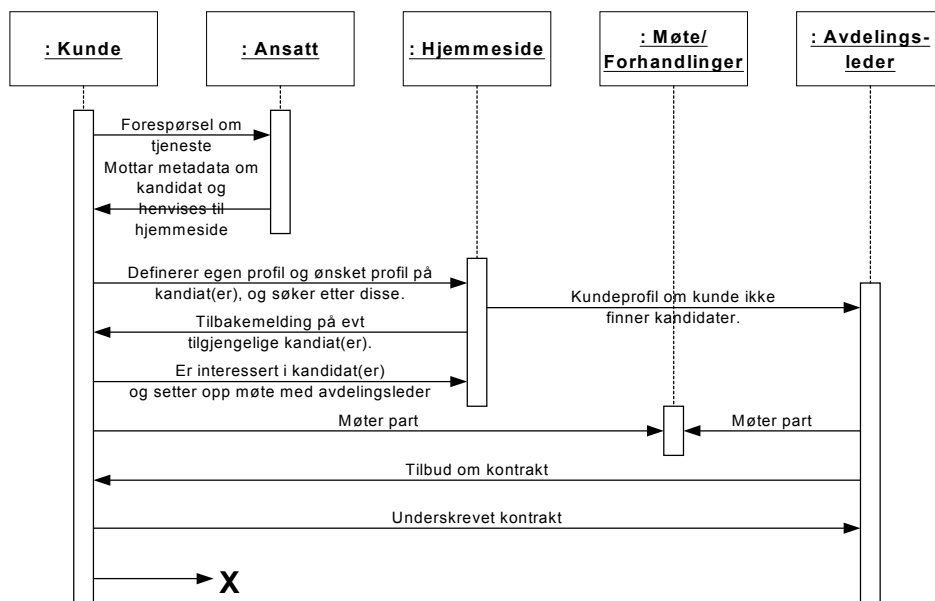 : Kunde
: Ansatt
: Hjemmeside
: Møte/
Forhandlinger
: Avdelings-
leder
Forespørsel om
tjeneste
Mottar metadata om
kandidat og
henvises til
hjemmeside
Definerer egen profil og ønsket profil på
kandiat(er), og søker etter disse.
Kundeprofil om kunde ikke
finner kandidater.
Tilbakemelding på evt
tilgjengelige kandiat(er).
Er interessert i kandidat(er)
og setter opp møte med avdelingsleder
Møter part
Møter part
Tilbud om kontrakt
Underskrevet kontrakt
X